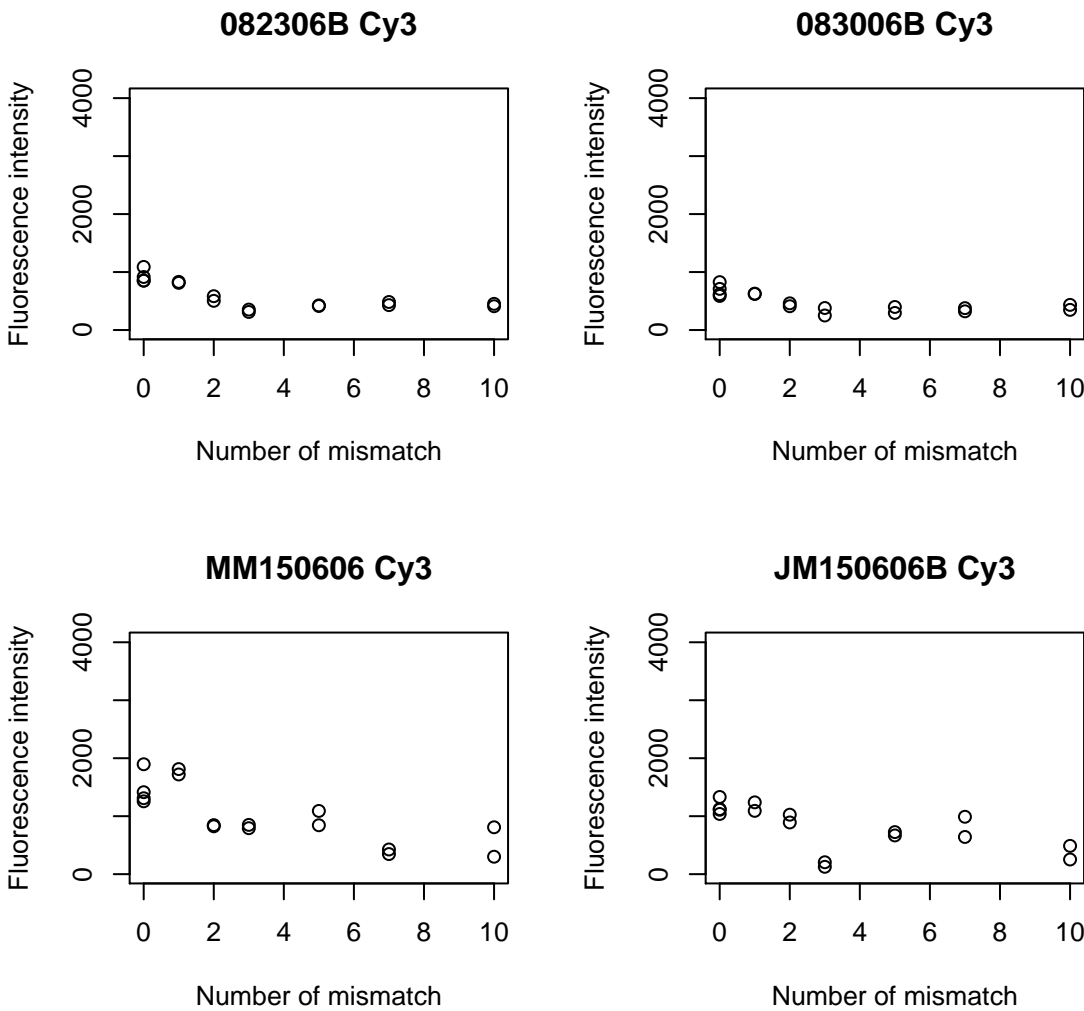 082306B Cy3
Fluorescence intensity
0 2000 4000
0 2 4 6 8 10
Number of mismatch
083006B Cy3
Fluorescence intensity
0 2000 4000
0 2 4 6 8 10
Number of mismatch
MM150606 Cy3
Fluorescence intensity
0 2000 4000
0 2 4 6 8 10
Number of mismatch
JM150606B Cy3
Fluorescence intensity
0 2000 4000
0 2 4 6 8 10
Number of mismatch